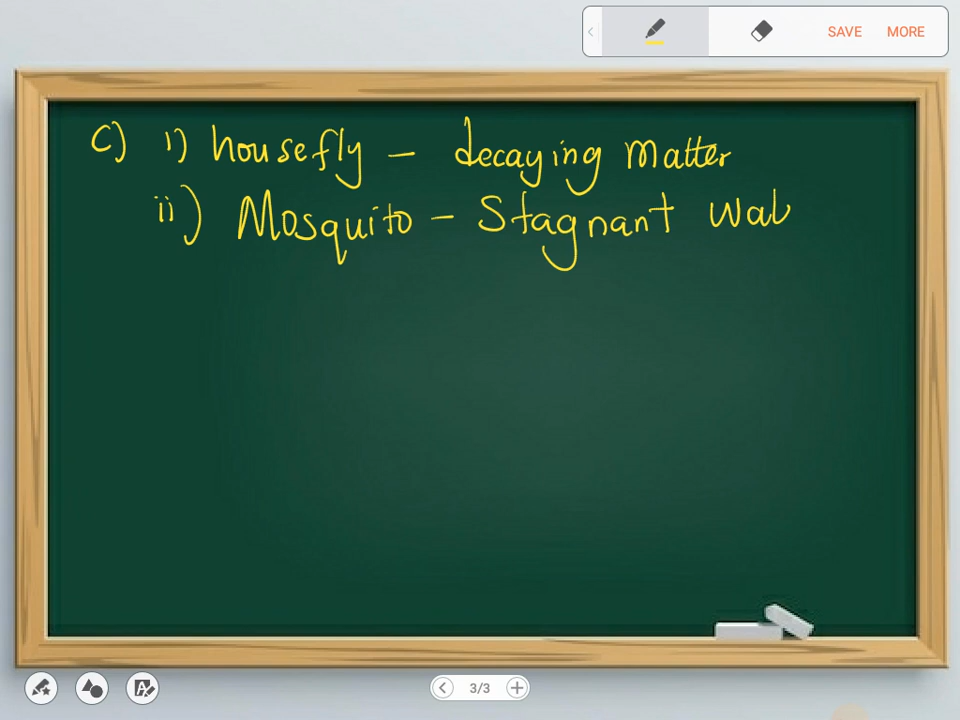 SAVE MORE
c) i) housefly – decaying matter
ii) Mosquito – Stagnant wat
3/3